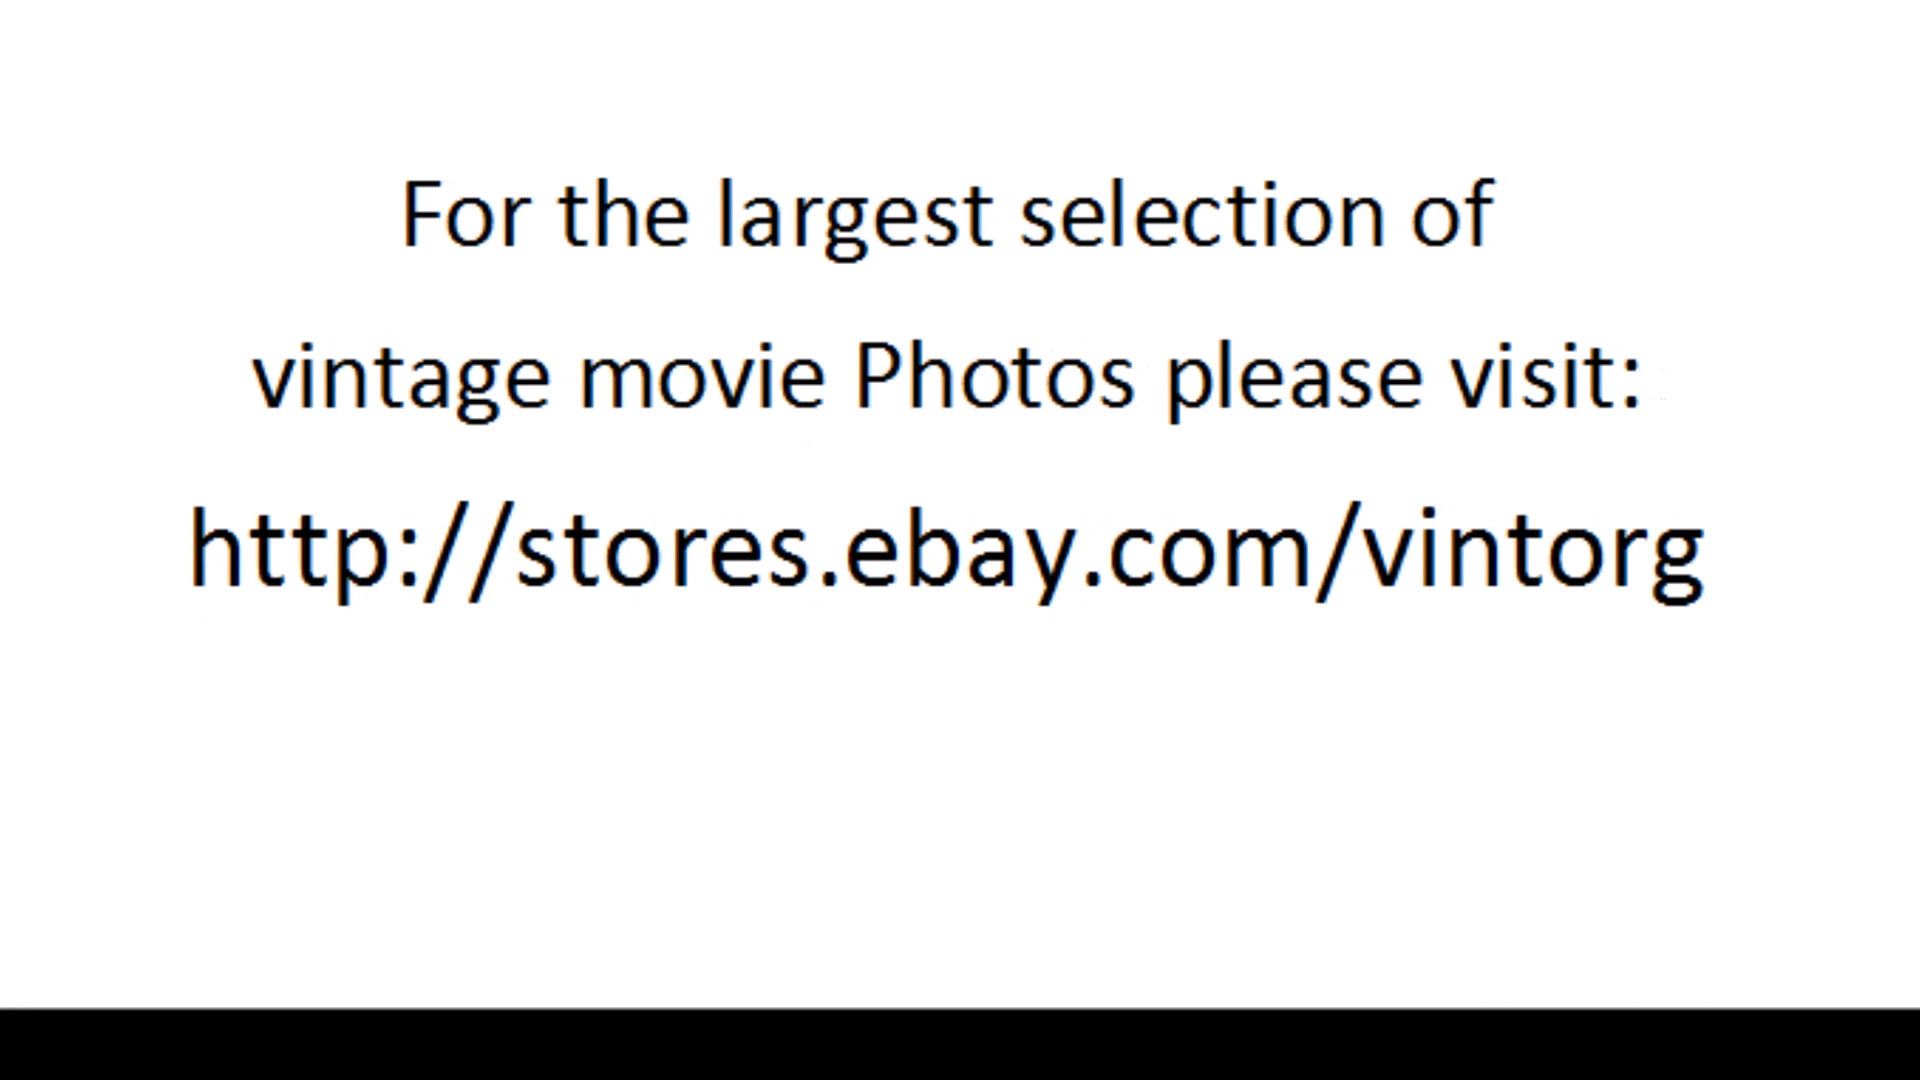 For the largest selection of
vintage movie Photos please visit:
http://stores.ebay.com/vintorg